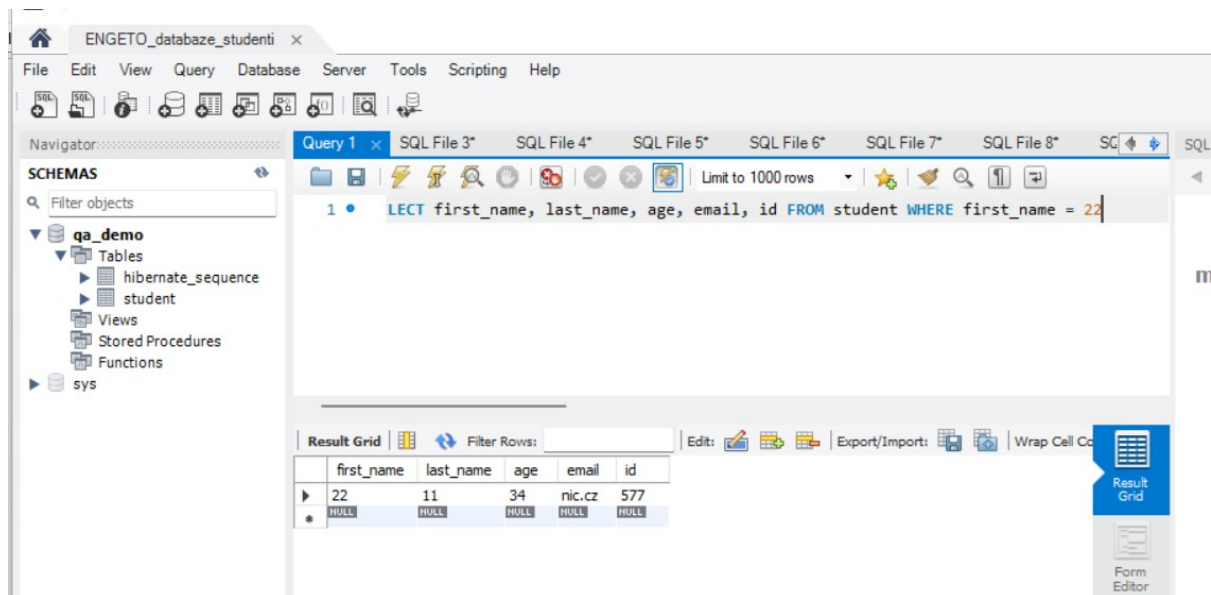 ENGETO_databaze_studenti
File Edit View Query Database Server Tools Scripting Help
Navigator
Query 1 SQL File 3* SQL File 4* SQL File 5* SQL File 6* SQL File 7* SQL File 8* SQL
SCHEMAS
Limit to 1000 rows
Filter objects
1 LECT first_name, last_name, age, email, id FROM student WHERE first_name = 22
qa_demo
Tables
hibernate_sequence
student
Views
Stored Procedures
Functions
sys
Result Grid Filter Rows: Edit: Export/Import: Wrap Cell Co
first_name last_name age email id
22 11 34 nic.cz 577
NULL NULL NULL NULL NULL
Result
Grid
Form
Editor